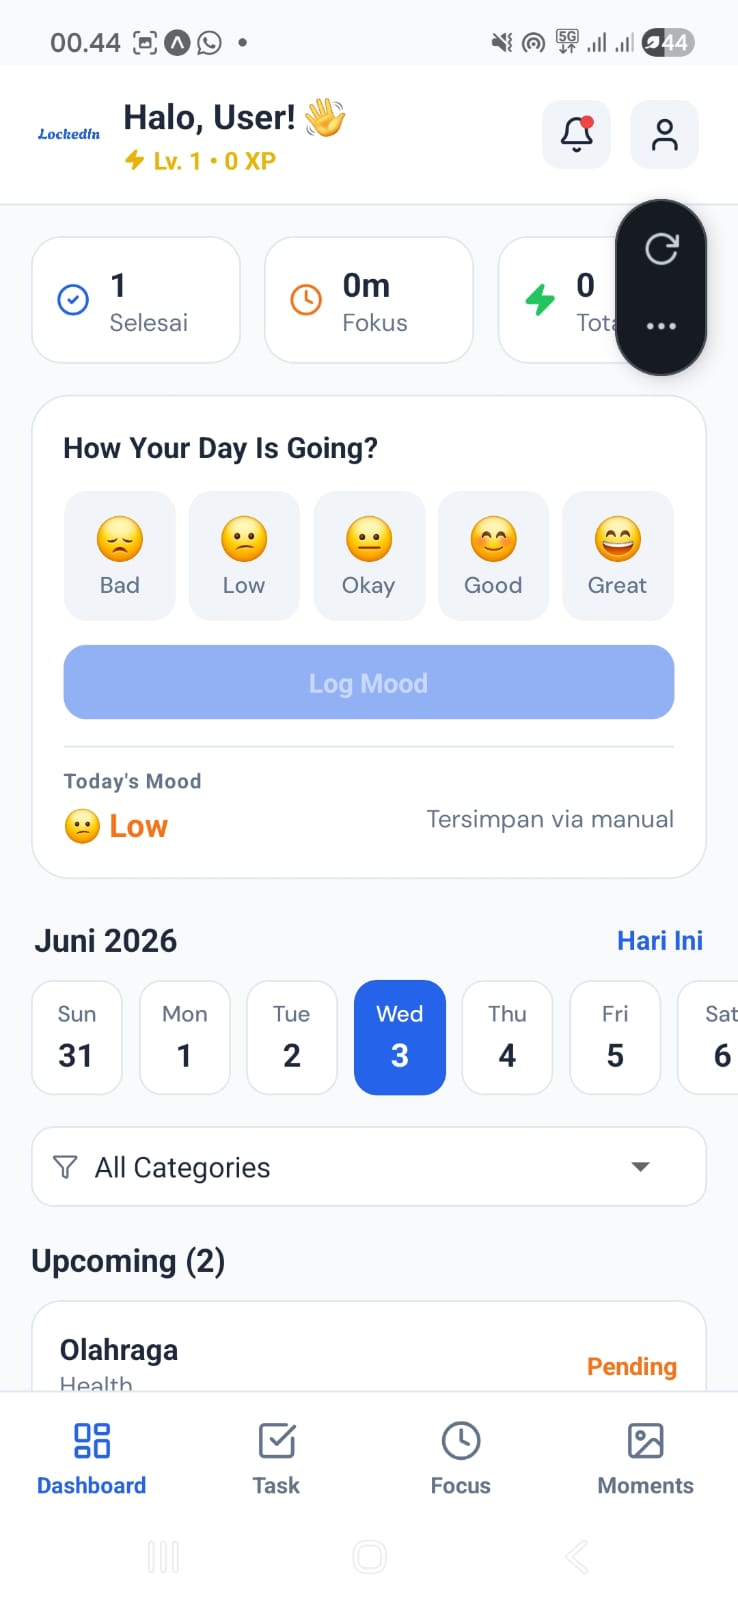 00.44
5G
44
LockedIn
Halo, User! 👋
Lv. 1 • 0 XP
1
Selesai
0m
Fokus
0
How Your Day Is Going?
Bad
Low
Okay
Good
Great
Log Mood
Today's Mood
Low
Tersimpan via manual
Juni 2026
Hari Ini
Sun
31
Mon
1
Tue
2
Wed
3
Thu
4
Fri
5
Sat
6
All Categories
Upcoming (2)
Olahraga
Health
Pending
Dashboard
Task
Focus
Moments